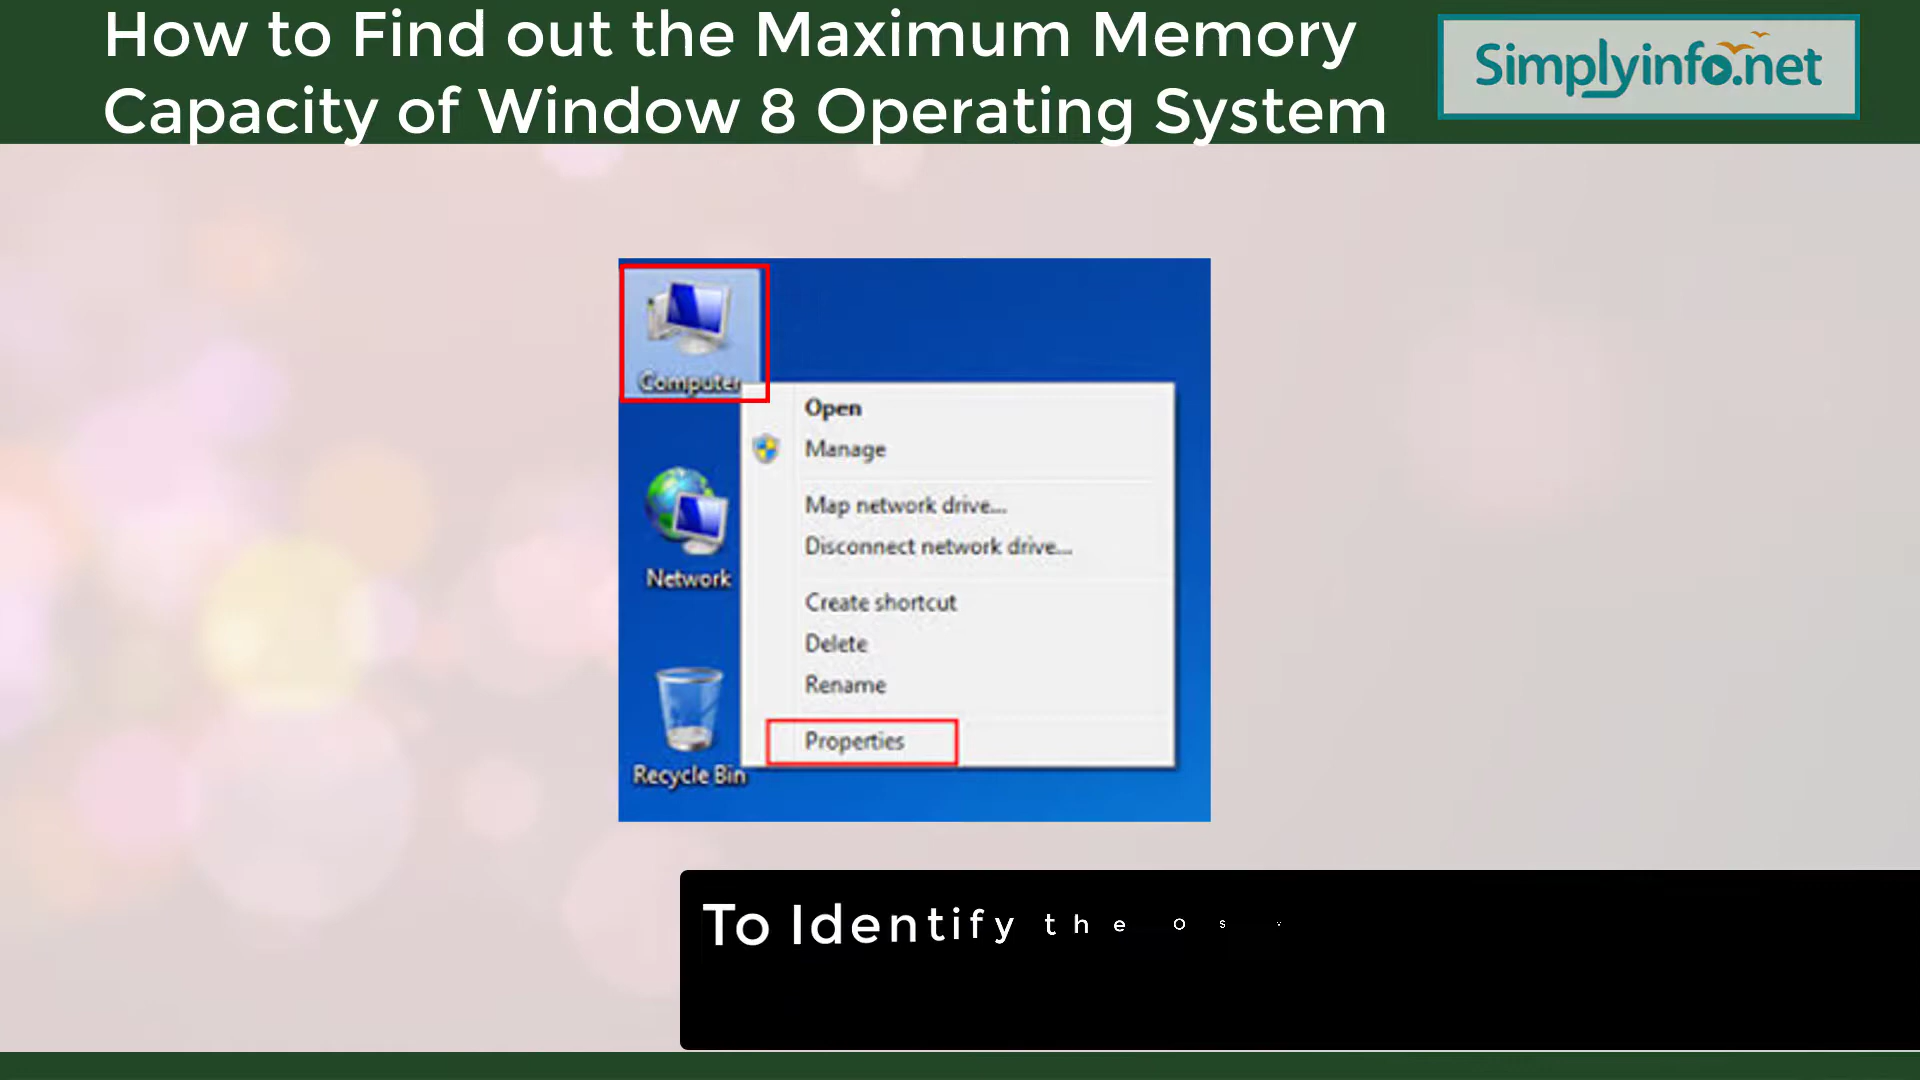 How to Find out the Maximum Memory
Capacity of Window 8 Operating System
Simplyinfo.net
Computer
Open
Manage
Map network drive...
Disconnect network drive...
Network
Create shortcut
Delete
Rename
Properties
Recycle Bin
To Identify the Os